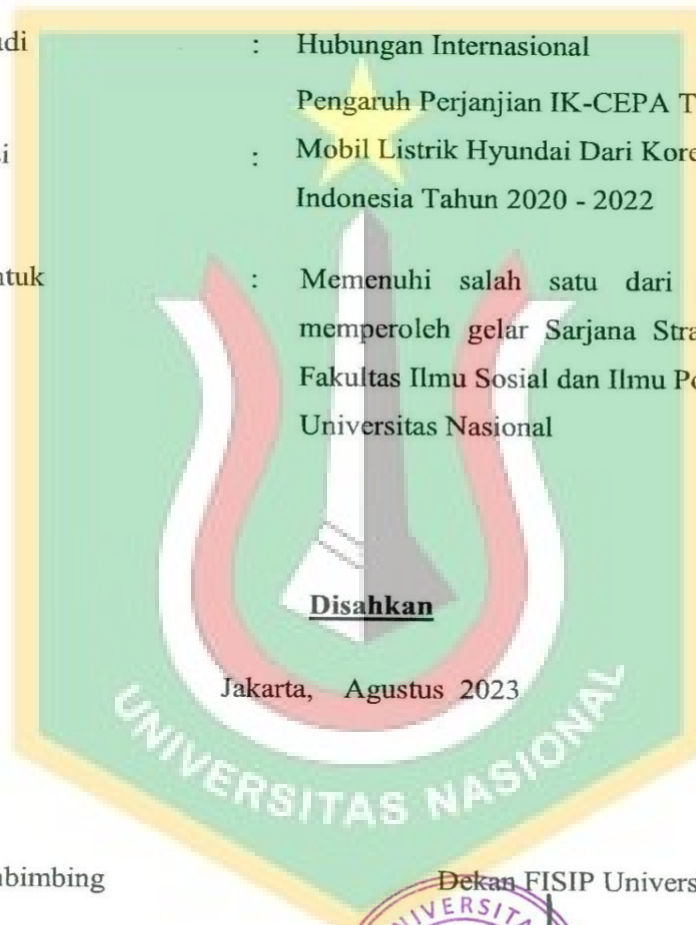 : Hubungan Internasional
Pengaruh Perjanjian IK-CEPA
: Mobil Listrik Hyundai Dari
Indonesia Tahun 2020 - 2022
: Memenuhi salah satu dari
memperoleh gelar Sarjana
Fakultas Ilmu Sosial dan Ilmu
Universitas Nasional
Disahkan
Jakarta, Agustus 2023
UNIVERSITAS NASIONAL
Dekan FISIP